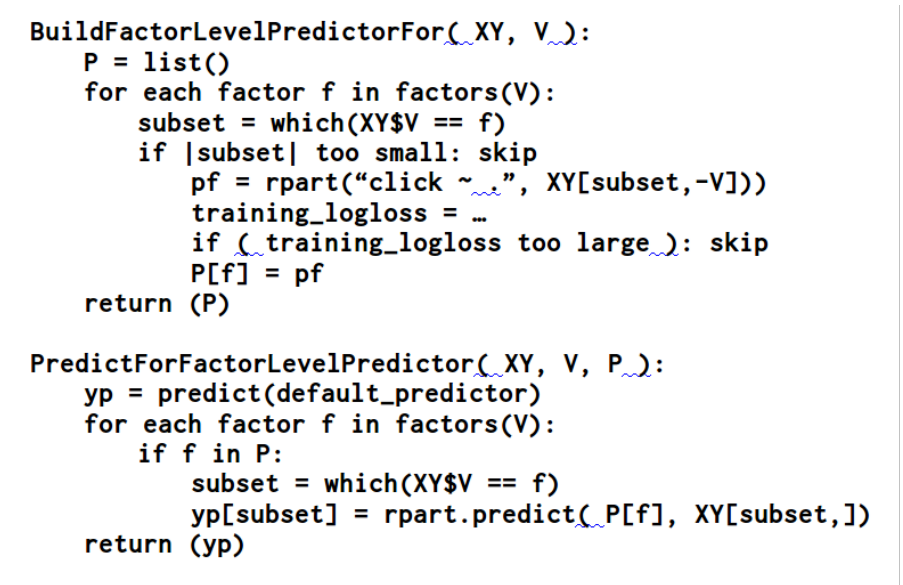 BuildFactorLevelPredictorFor( XY, V ):
P = list()
for each factor f in factors(V):
subset = which(XY$V == f)
if |subset| too small: skip
pf = rpart(“click ~ .”, XY[subset,-V]))
training_logloss = …
if ( training_logloss too large ): skip
P[f] = pf
return (P)
PredictForFactorLevelPredictor( XY, V, P ):
yp = predict(default_predictor)
for each factor f in factors(V):
if f in P:
subset = which(XY$V == f)
yp[subset] = rpart.predict( P[f], XY[subset,])
return (yp)